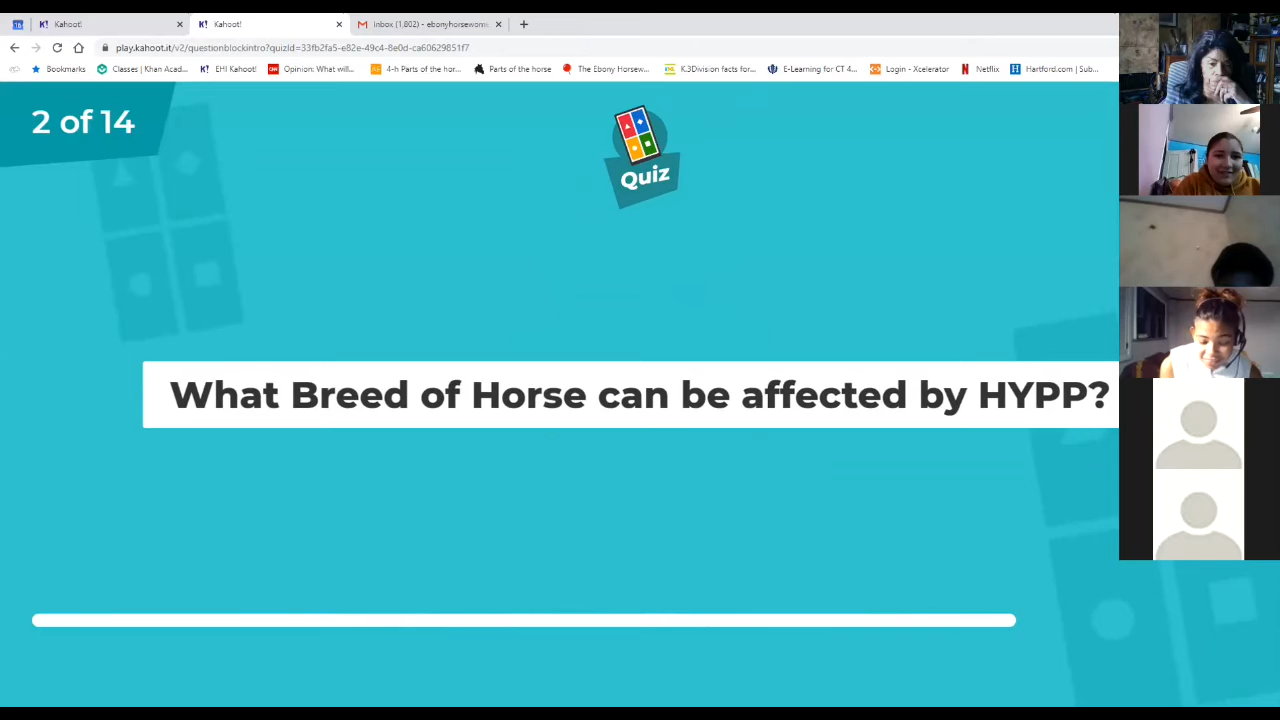 Kahoot!
Kahoot!
Inbox (1,802) - ebonyhorsewom
play.kahoot.it/v2/questionblockintro?quizId=33fb2fa5-e82e-49c4-8e0d-ca60629851f7
Bookmarks
Classes | Khan Acad...
EHI Kahoot!
Opinion: What will...
4-h Parts of the hor...
Parts of the horse
The Ebony Horsew...
K.3Division facts for...
E-Learning for CT 4...
Login - Xcelerator
Netflix
Hartford.com | Sub...
2 of 14
Quiz
What Breed of Horse can be affected by HYPP?